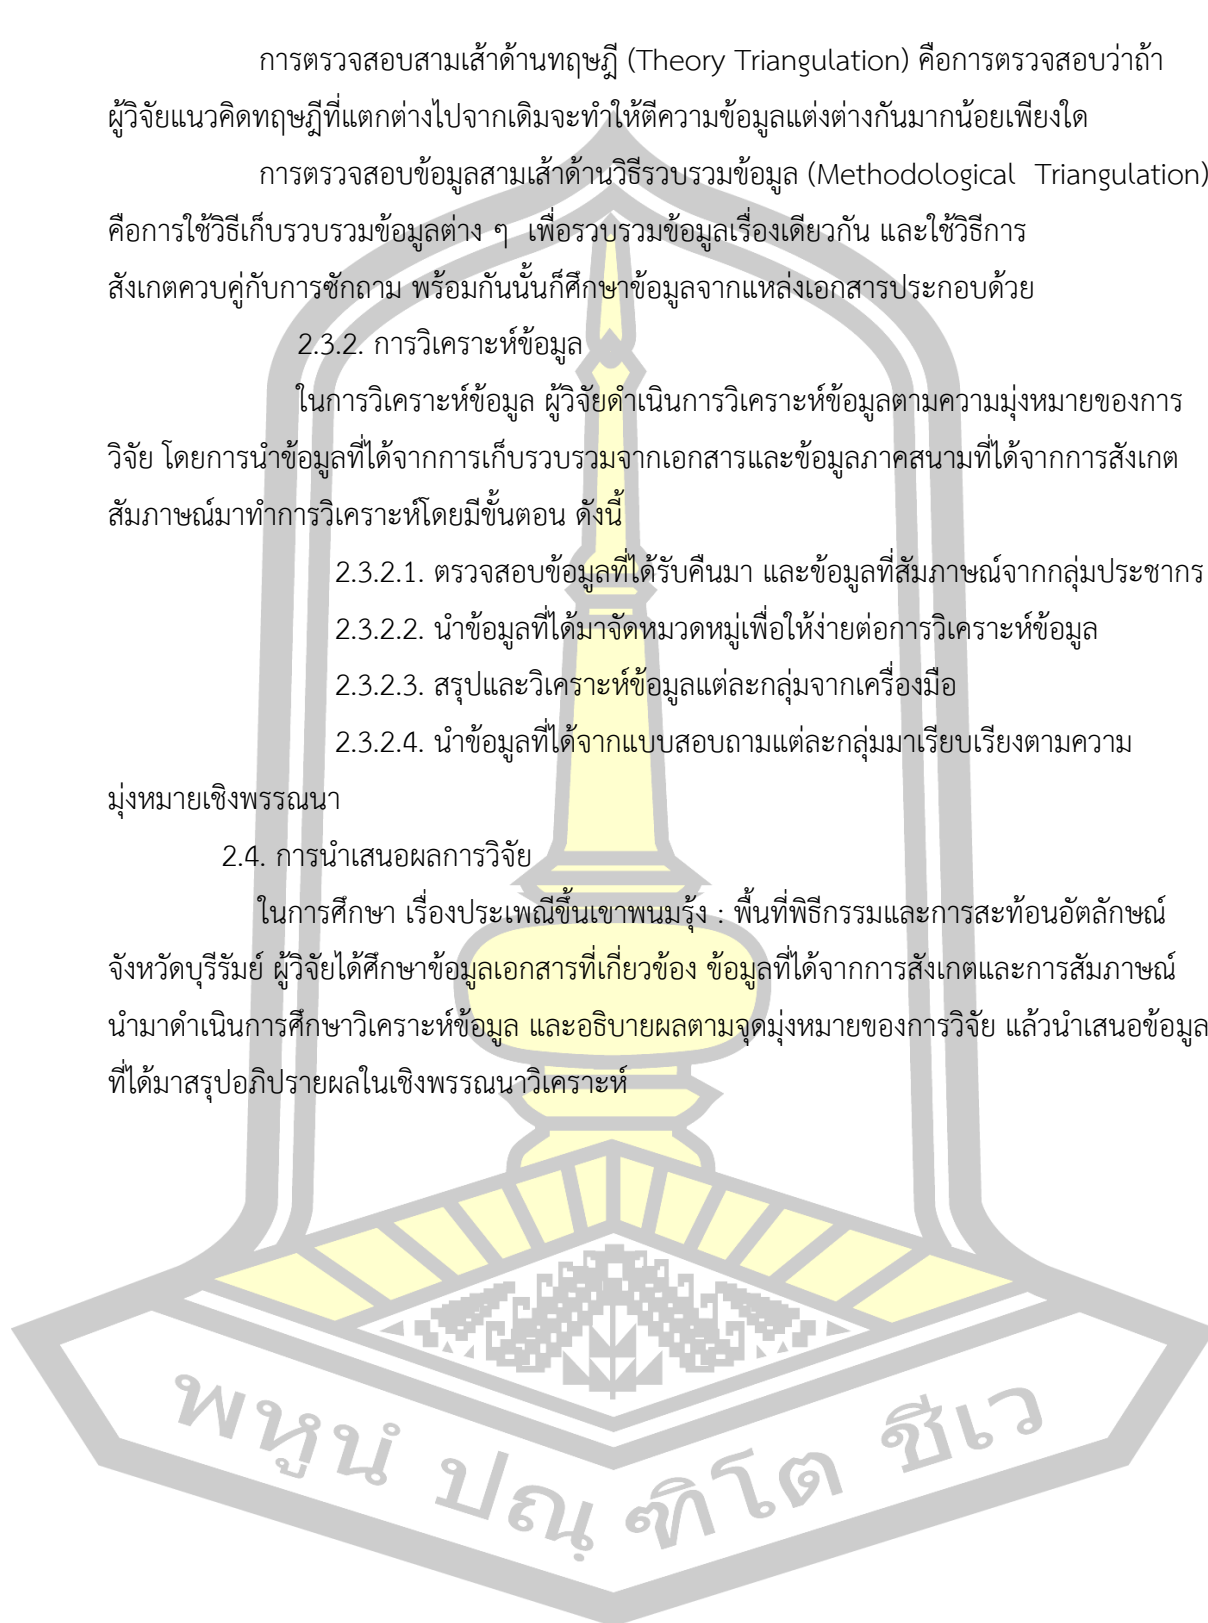 การตรวจสอบสามเส้าด้านทฤษฎี (Theory Triangulation) คือการตรวจสอบว่าถ้า
ผู้วิจัยแนวคิดทฤษฎีที่แตกต่างไปจากเดิมจะทำให้ตีความข้อมูลแต่งต่างกันมากน้อยเพียงใด
การตรวจสอบข้อมูลสามเส้าด้านวิธีรวบรวมข้อมูล (Methodological Triangulation)
คือการใช้วิธีเก็บรวบรวมข้อมูลต่าง ๆ เพื่อรวบรวมข้อมูลเรื่องเดียวกัน และใช้วิธีการ
สังเกตควบคู่กับการซักถาม พร้อมกันนั้นก็ศึกษาข้อมูลจากแหล่งเอกสารประกอบด้วย
2.3.2. การวิเคราะห์ข้อมูล
ในการวิเคราะห์ข้อมูล ผู้วิจัยดำเนินการวิเคราะห์ข้อมูลตามความมุ่งหมายของการ
วิจัย โดยการนำข้อมูลที่ได้จากการเก็บรวบรวมจากเอกสารและข้อมูลภาคสนามที่ได้จากการสังเกต
สัมภาษณ์มาทำการวิเคราะห์โดยมีขั้นตอน ดังนี้
2.3.2.1. ตรวจสอบข้อมูลที่ได้รับคืนมา และข้อมูลที่สัมภาษณ์จากกลุ่มประชากร
2.3.2.2. นำข้อมูลที่ได้มาจัดหมวดหมู่เพื่อให้ง่ายต่อการวิเคราะห์ข้อมูล
2.3.2.3. สรุปและวิเคราะห์ข้อมูลแต่ละกลุ่มจากเครื่องมือ
2.3.2.4. นำข้อมูลที่ได้จากแบบสอบถามแต่ละกลุ่มมาเรียบเรียงตามความ
มุ่งหมายเชิงพรรณนา
2.4. การนำเสนอผลการวิจัย
ในการศึกษา เรื่องประเพณีขึ้นเขาพนมรุ้ง : พื้นที่พิธีกรรมและการสะท้อนอัตลักษณ์
จังหวัดบุรีรัมย์ ผู้วิจัยได้ศึกษาข้อมูลเอกสารที่เกี่ยวข้อง ข้อมูลที่ได้จากการสังเกตและการสัมภาษณ์
นำมาดำเนินการศึกษาวิเคราะห์ข้อมูล และอธิบายผลตามจุดมุ่งหมายของการวิจัย แล้วนำเสนอข้อมูล
ที่ได้มาสรุปอภิปรายผลในเชิงพรรณนาวิเคราะห์
พหูนํ ปณฺฑิโต ชีเว